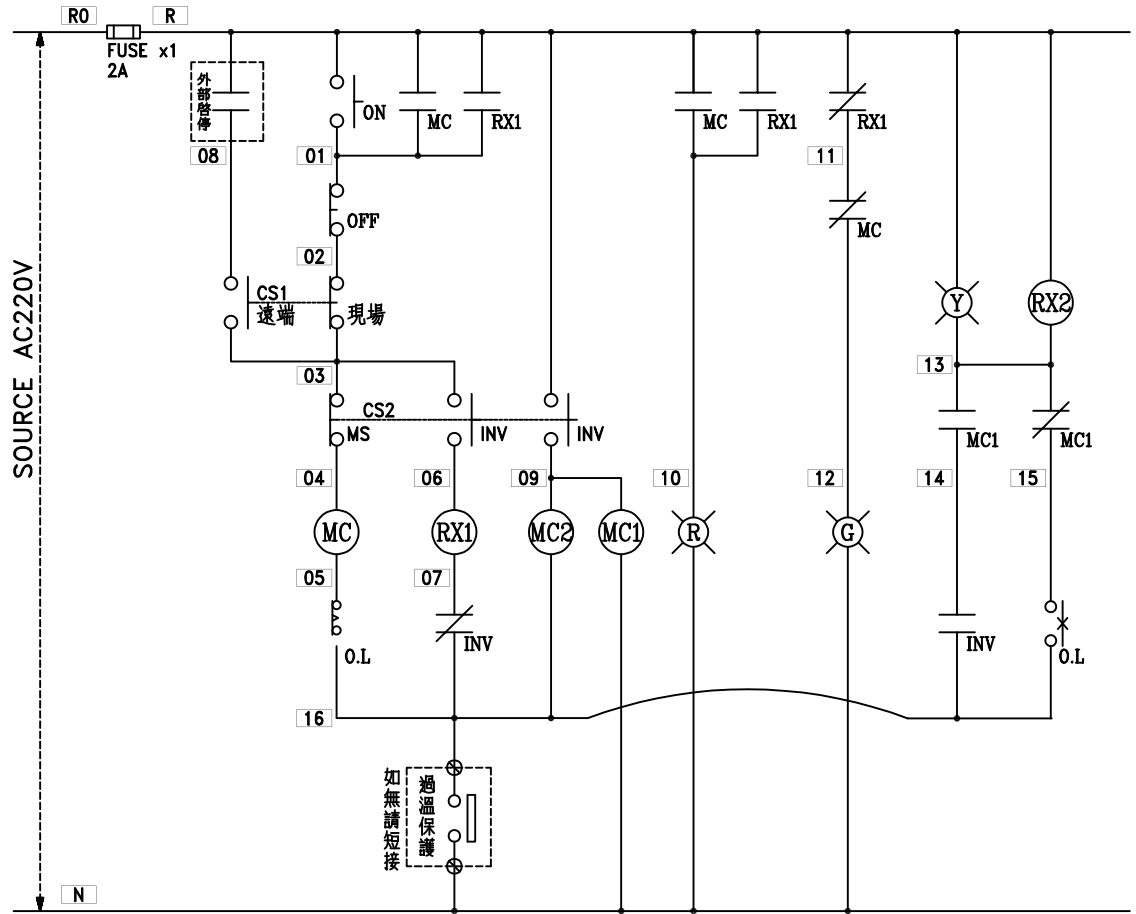 R0
R
FUSE x1
2A
外部啓停
ON
MC
RX1
MC
RX1
RX1
08
01
11
OFF
MC
02
SOURCE AC220V
CS1
遠端
現場
Y
RX2
03
13
CS2
MS
INV
INV
MC1
MC1
04
06
09
10
12
14
15
MC
RX1
MC2
MC1
R
G
05
07
O.L
INV
INV
O.L
16
如無請短接
過溫保護
N